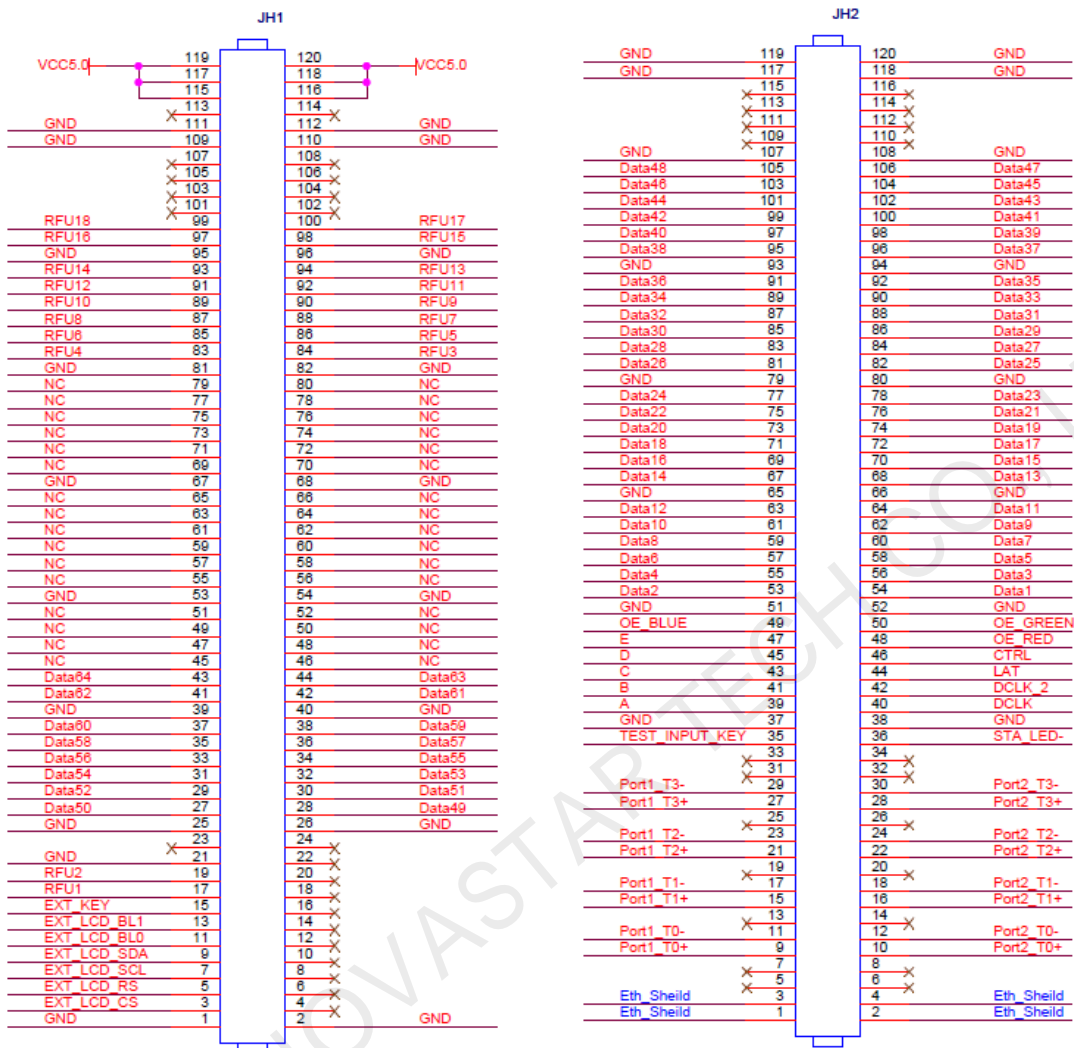 JH1
119 120
VCC5.0 117 118 VCC5.0
115 116
113 114
GND 111 112 GND
GND 109 110 GND
107 108
105 106
103 104
101 102
RFU18 99 100 RFU17
RFU16 97 98 RFU15
GND 95 96 GND
RFU14 93 94 RFU13
RFU12 91 92 RFU11
RFU10 89 90 RFU9
RFU8 87 88 RFU7
RFU6 85 86 RFU5
RFU4 83 84 RFU3
GND 81 82 GND
NC 79 80 NC
NC 77 78 NC
NC 75 76 NC
NC 73 74 NC
NC 71 72 NC
NC 69 70 NC
GND 67 68 GND
NC 65 66 NC
NC 63 64 NC
NC 61 62 NC
NC 59 60 NC
NC 57 58 NC
NC 55 56 NC
GND 53 54 GND
NC 51 52 NC
NC 49 50 NC
NC 47 48 NC
NC 45 46 NC
Data64 43 44 Data63
Data62 41 42 Data61
GND 39 40 GND
Data60 37 38 Data59
Data58 35 36 Data57
Data56 33 34 Data55
Data54 31 32 Data53
Data52 29 30 Data51
Data50 27 28 Data49
GND 25 26 GND
23 24
GND 21 22
RFU2 19 20
RFU1 17 18
EXT_KEY 15 16
EXT_LCD_BL1 13 14
EXT_LCD_BL0 11 12
EXT_LCD_SDA 9 10
EXT_LCD_SCL 7 8
EXT_LCD_RS 5 6
EXT_LCD_CS 3 4
GND 1 2 GND
JH2
GND 119 120 GND
GND 117 118 GND
115 116
113 114
111 112
109 110
GND 107 108 GND
Data48 105 106 Data47
Data46 103 104 Data45
Data44 101 102 Data43
Data42 99 100 Data41
Data40 97 98 Data39
Data38 95 96 Data37
GND 93 94 GND
Data36 91 92 Data35
Data34 89 90 Data33
Data32 87 88 Data31
Data30 85 86 Data29
Data28 83 84 Data27
Data26 81 82 Data25
GND 79 80 GND
Data24 77 78 Data23
Data22 75 76 Data21
Data20 73 74 Data19
Data18 71 72 Data17
Data16 69 70 Data15
Data14 67 68 Data13
GND 65 66 GND
Data12 63 64 Data11
Data10 61 62 Data9
Data8 59 60 Data7
Data6 57 58 Data5
Data4 55 56 Data3
Data2 53 54 Data1
GND 51 52 GND
OE_BLUE 49 50 OE_GREEN
E 47 48 OE_RED
D 45 46 CTRL
C 43 44 LAT
B 41 42 DCLK_2
A 39 40 DCLK
GND 37 38 GND
TEST_INPUT_KEY 35 36 STA_LED-
33 34
31 32
Port1_T3- 29 30 Port2_T3-
Port1_T3+ 27 28 Port2_T3+
25 26
Port1_T2- 23 24 Port2_T2-
Port1_T2+ 21 22 Port2_T2+
19 20
Port1_T1- 17 18 Port2_T1-
Port1_T1+ 15 16 Port2_T1+
13 14
Port1_T0- 11 12 Port2_T0-
Port1_T0+ 9 10 Port2_T0+
7 8
5 6
Eth_Sheild 3 4 Eth_Sheild
Eth_Sheild 1 2 Eth_Sheild
NOVASTAR TECH CO.,